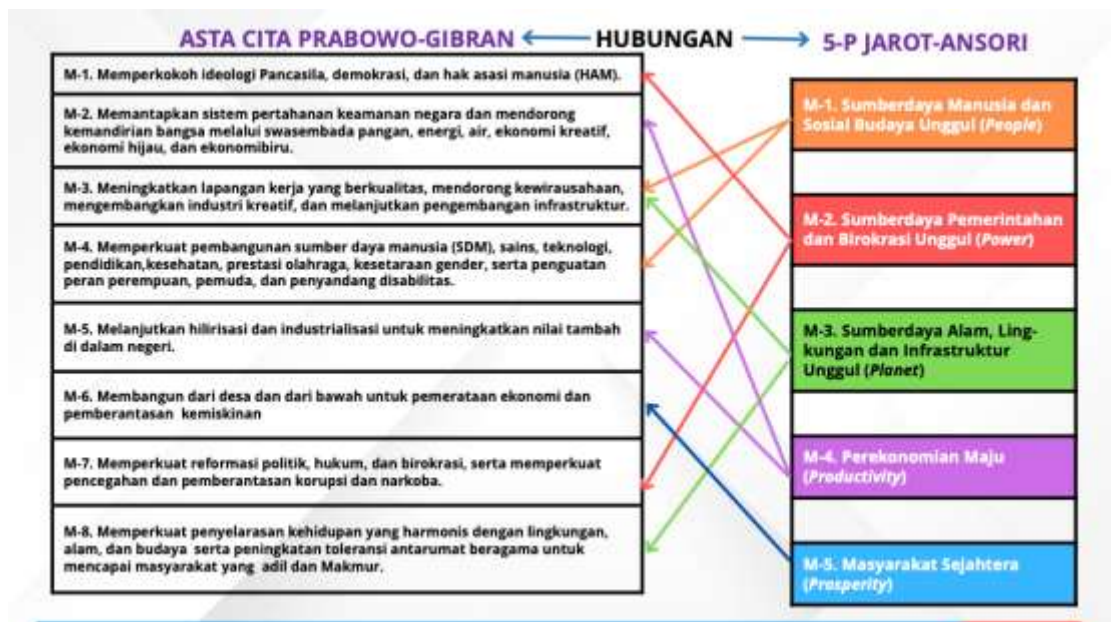 ASTA CITA PRABOWO-GIBRAN
HUBUNGAN
5-P JAROT-ANSORI
M-1. Memperkokoh ideologi Pancasila, demokrasi, dan hak asasi manusia (HAM).
M-2. Memantapkan sistem pertahanan keamanan negara dan mendorong
kemandirian bangsa melalui swasembada pangan, energi, air, ekonomi kreatif,
ekonomi hijau, dan ekonomibiru.
M-3. Meningkatkan lapangan kerja yang berkualitas, mendorong kewirausahaan,
mengembangkan industri kreatif, dan melanjutkan pengembangan infrastruktur.
M-4. Memperkuat pembangunan sumber daya manusia (SDM), sains, teknologi,
pendidikan,kesehatan, prestasi olahraga, kesetaraan gender, serta penguatan
peran perempuan, pemuda, dan penyandang disabilitas.
M-5. Melanjutkan hilirisasi dan industrialisasi untuk meningkatkan nilai tambah
di dalam negeri.
M-6. Membangun dari desa dan dari bawah untuk pemerataan ekonomi dan
pemberantasan kemiskinan
M-7. Memperkuat reformasi politik, hukum, dan birokrasi, serta memperkuat
pencegahan dan pemberantasan korupsi dan narkoba.
M-8. Memperkuat penyelarasan kehidupan yang harmonis dengan lingkungan,
alam, dan budaya serta peningkatan toleransi antarumat beragama untuk
mencapai masyarakat yang adil dan Makmur.
M-1. Sumberdaya Manusia dan
Sosial Budaya Unggul (People)
M-2. Sumberdaya Pemerintahan
dan Birokrasi Unggul (Power)
M-3. Sumberdaya Alam, Ling-
kungan dan Infrastruktur
Unggul (Planet)
M-4. Perekonomian Maju
(Productivity)
M-5. Masyarakat Sejahtera
(Prosperity)